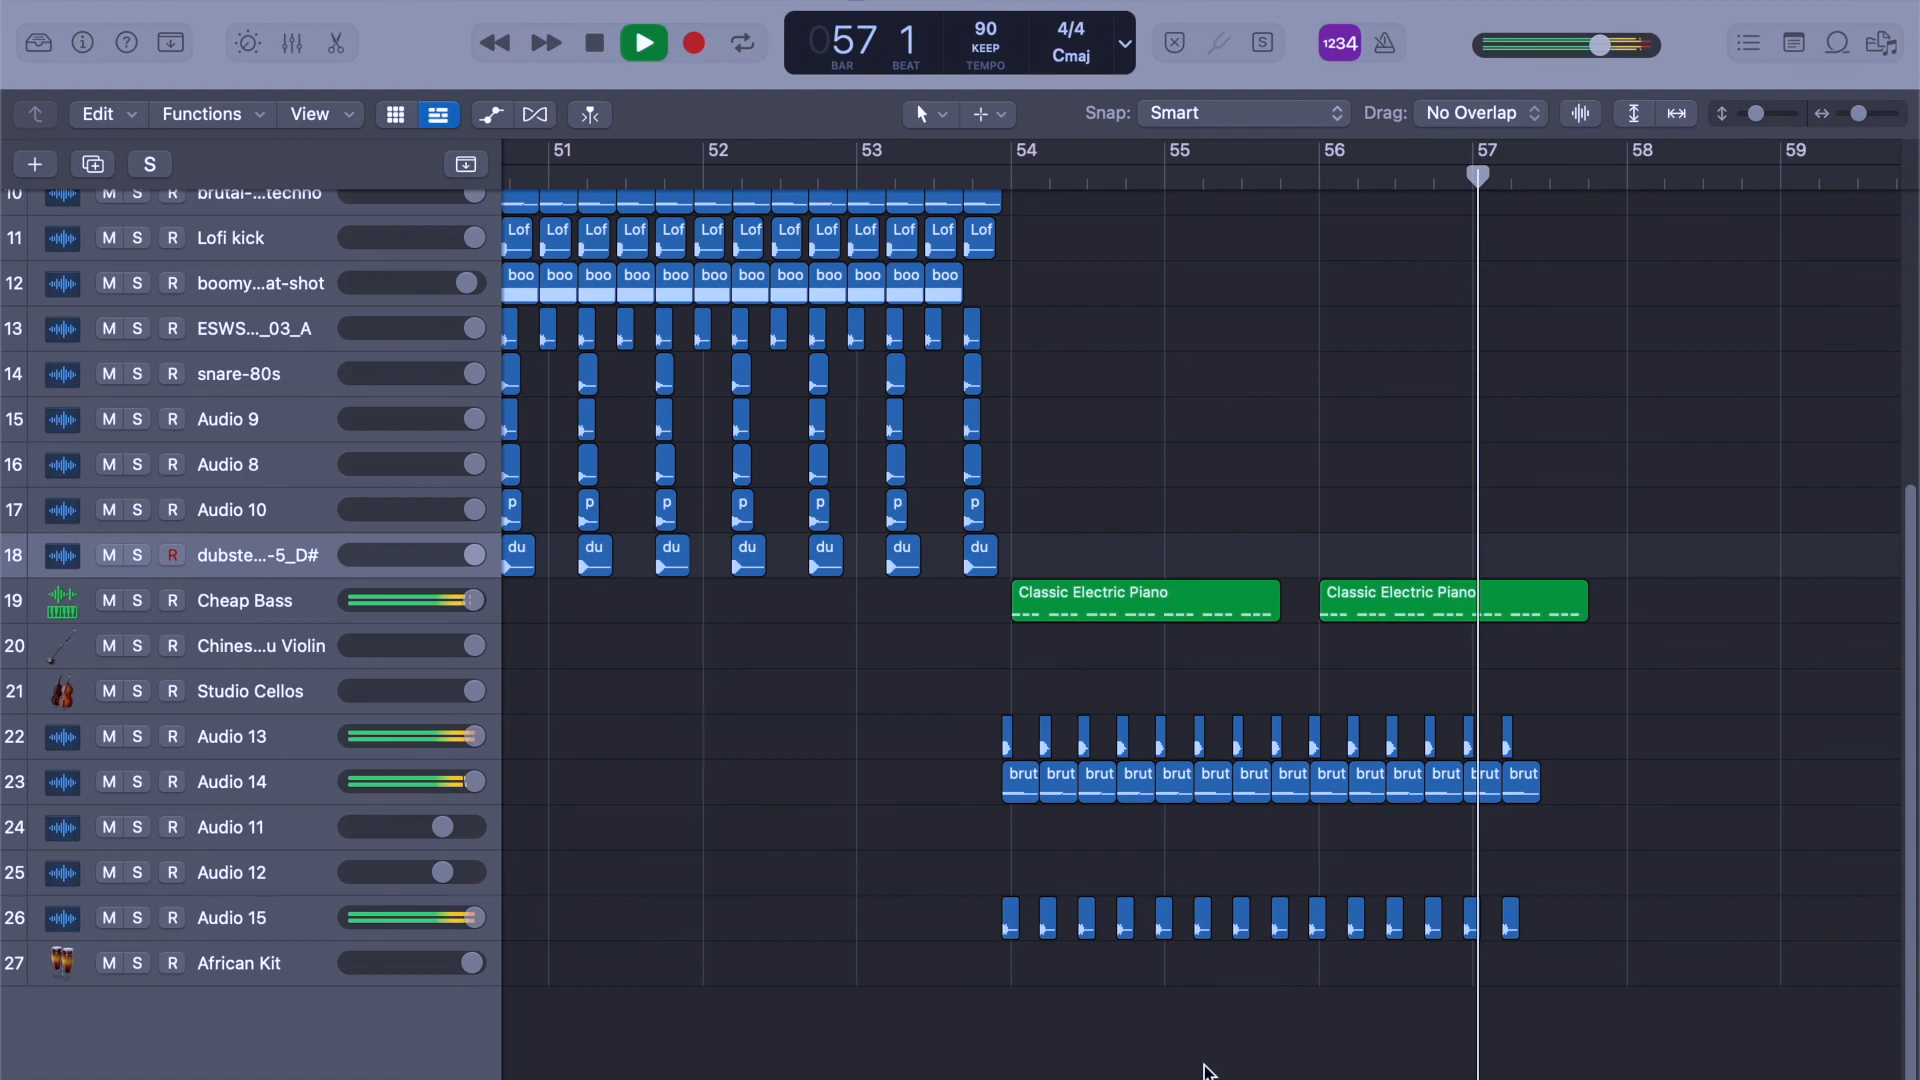 057 1
BAR BEAT
90
KEEP
TEMPO
4/4
Cmaj
S
1234
Edit Functions View
Snap: Smart Drag: No Overlap
S
51 52 53 54 55 56 57 58 59
10 M S R brutal-...techno
11 M S R Lofi kick Lof Lof Lof Lof Lof Lof Lof Lof Lof Lof Lof Lof Lof
12 M S R boomy...at-shot boo boo boo boo boo boo boo boo boo boo boo boo
13 M S R ESWS..._03_A
14 M S R snare-80s
15 M S R Audio 9
16 M S R Audio 8
17 M S R Audio 10 p p p p p p p
18 M S R dubste...-5_D# du du du du du du du
19 M S R Cheap Bass Classic Electric Piano Classic Electric Piano
20 M S R Chines...u Violin
21 M S R Studio Cellos
22 M S R Audio 13
23 M S R Audio 14 brut brut brut brut brut brut brut brut brut brut brut brut brut brut
24 M S R Audio 11
25 M S R Audio 12
26 M S R Audio 15
27 M S R African Kit